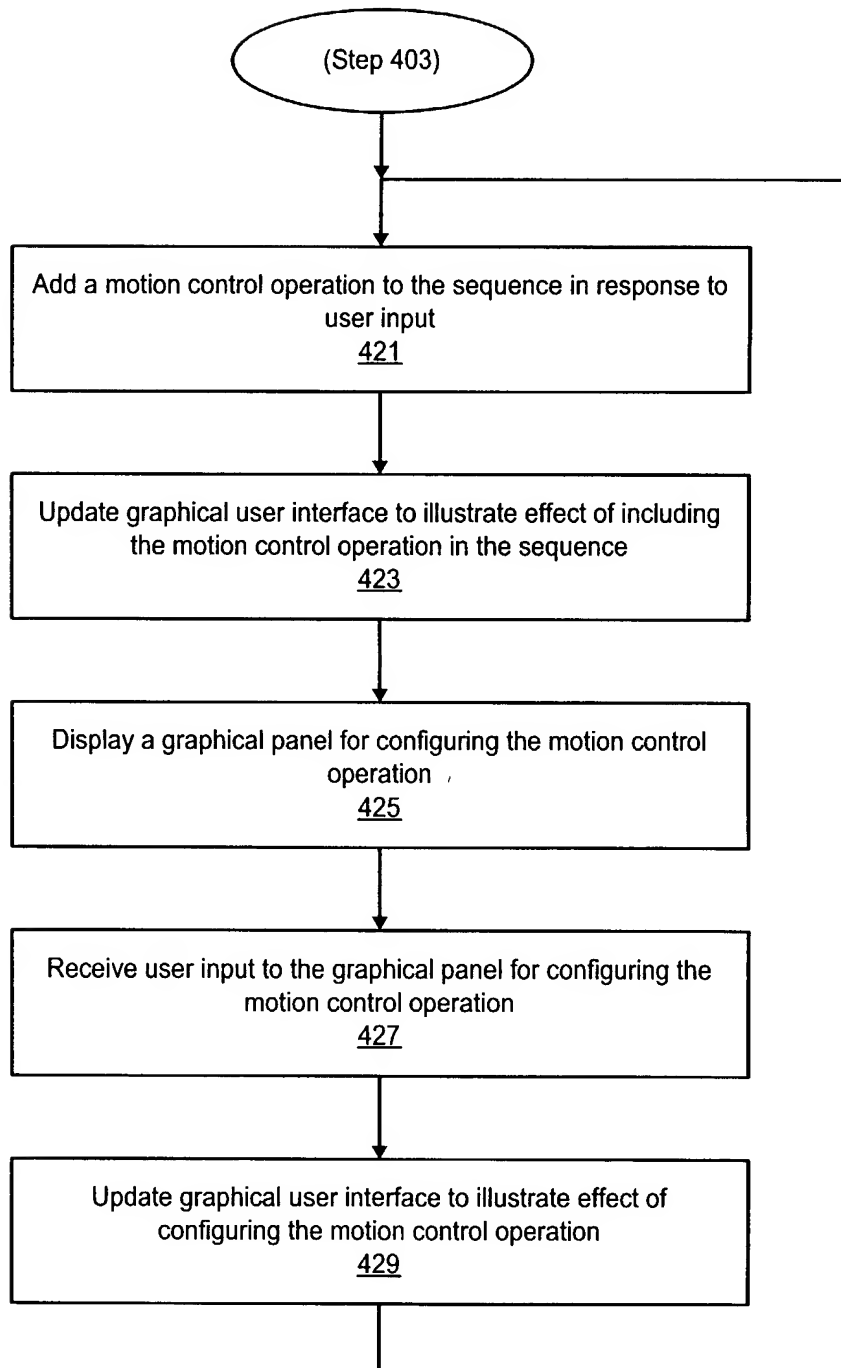 (Step 403)
Add a motion control operation to the sequence in response to
user input
421
Update graphical user interface to illustrate effect of including
the motion control operation in the sequence
423
Display a graphical panel for configuring the motion control
operation
425
Receive user input to the graphical panel for configuring the
motion control operation
427
Update graphical user interface to illustrate effect of
configuring the motion control operation
429